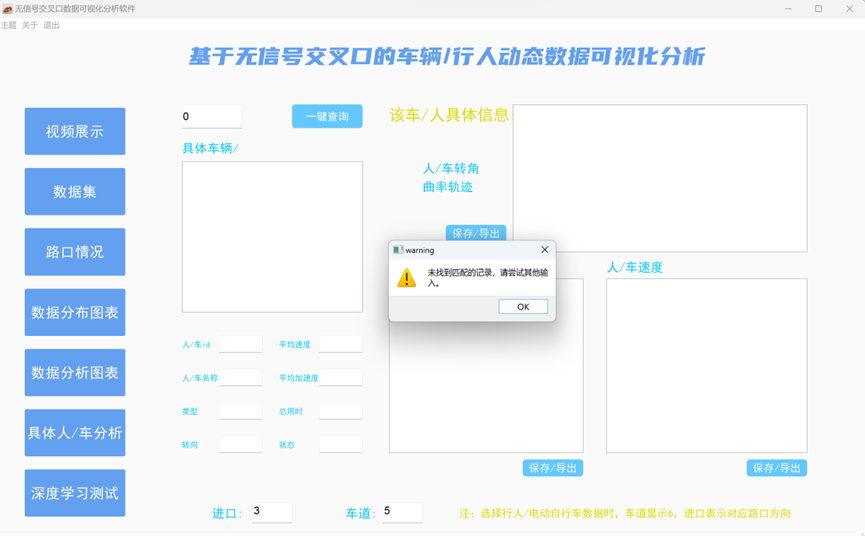 无信号交叉口数据可视化分析软件
主题 关于 退出
基于无信号交叉口的车辆/行人动态数据可视化分析
视频展示
数据集
路口情况
数据分布图表
数据分析图表
具体人/车分析
深度学习测试
0
一键查询
具体车辆/
人/车id
平均速度
人/车名称
平均加速度
类型
总用时
转向
状态
该车/人具体信息
人/车转角
曲率轨迹
保存/导出
warning
未找到匹配的记录，请尝试其他输
入。
OK
人/车速度
保存/导出
保存/导出
进口：
3
车道：
5
注：选择行人/电动自行车数据时，车道显示6，进口表示对应路口方向